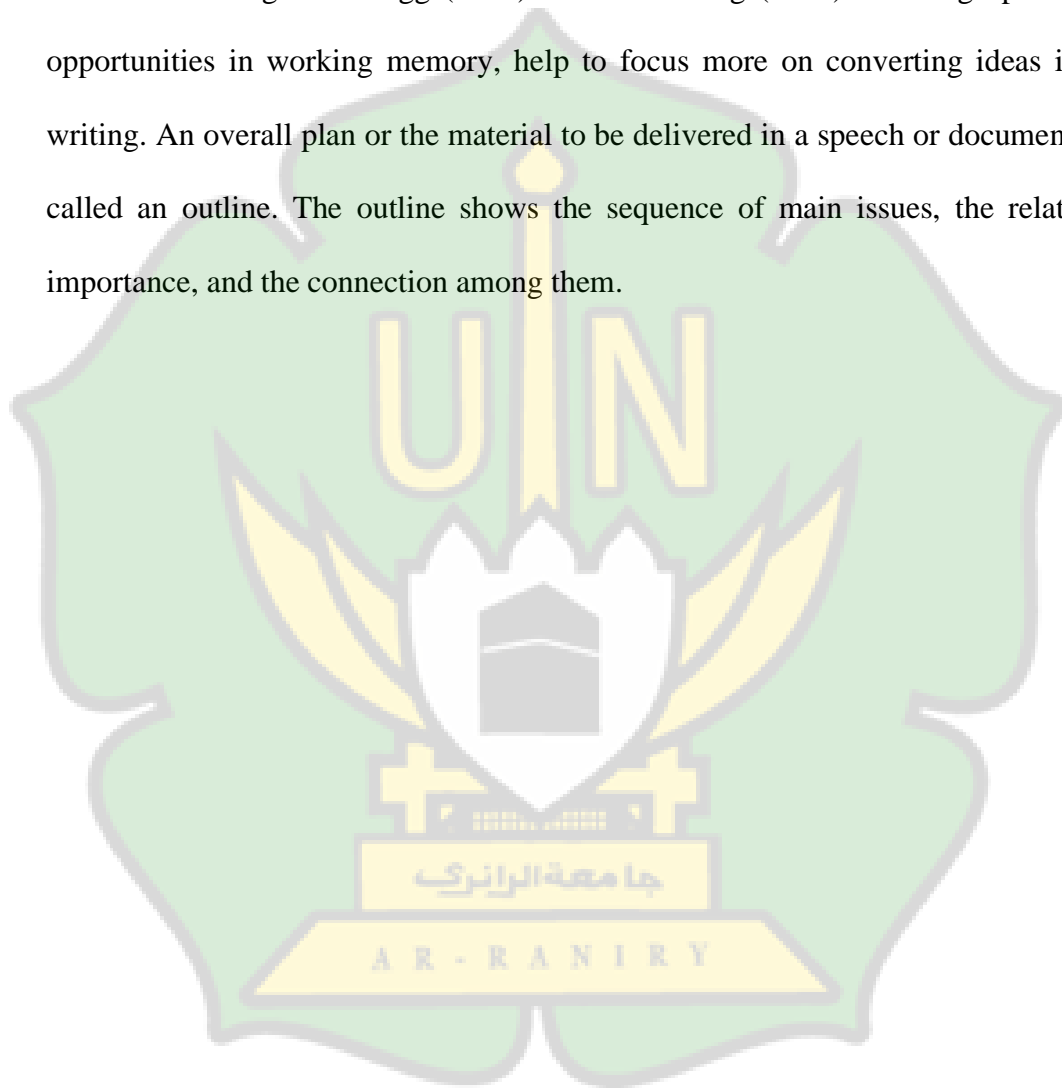 opportunities in working memory, help to focus more on converting ideas i
writing. An overall plan or the material to be delivered in a speech or documen
called an outline. The outline shows the sequence of main issues, the relat
importance, and the connection among them.
UIN
جامعة الرانري
AR-RANIRY